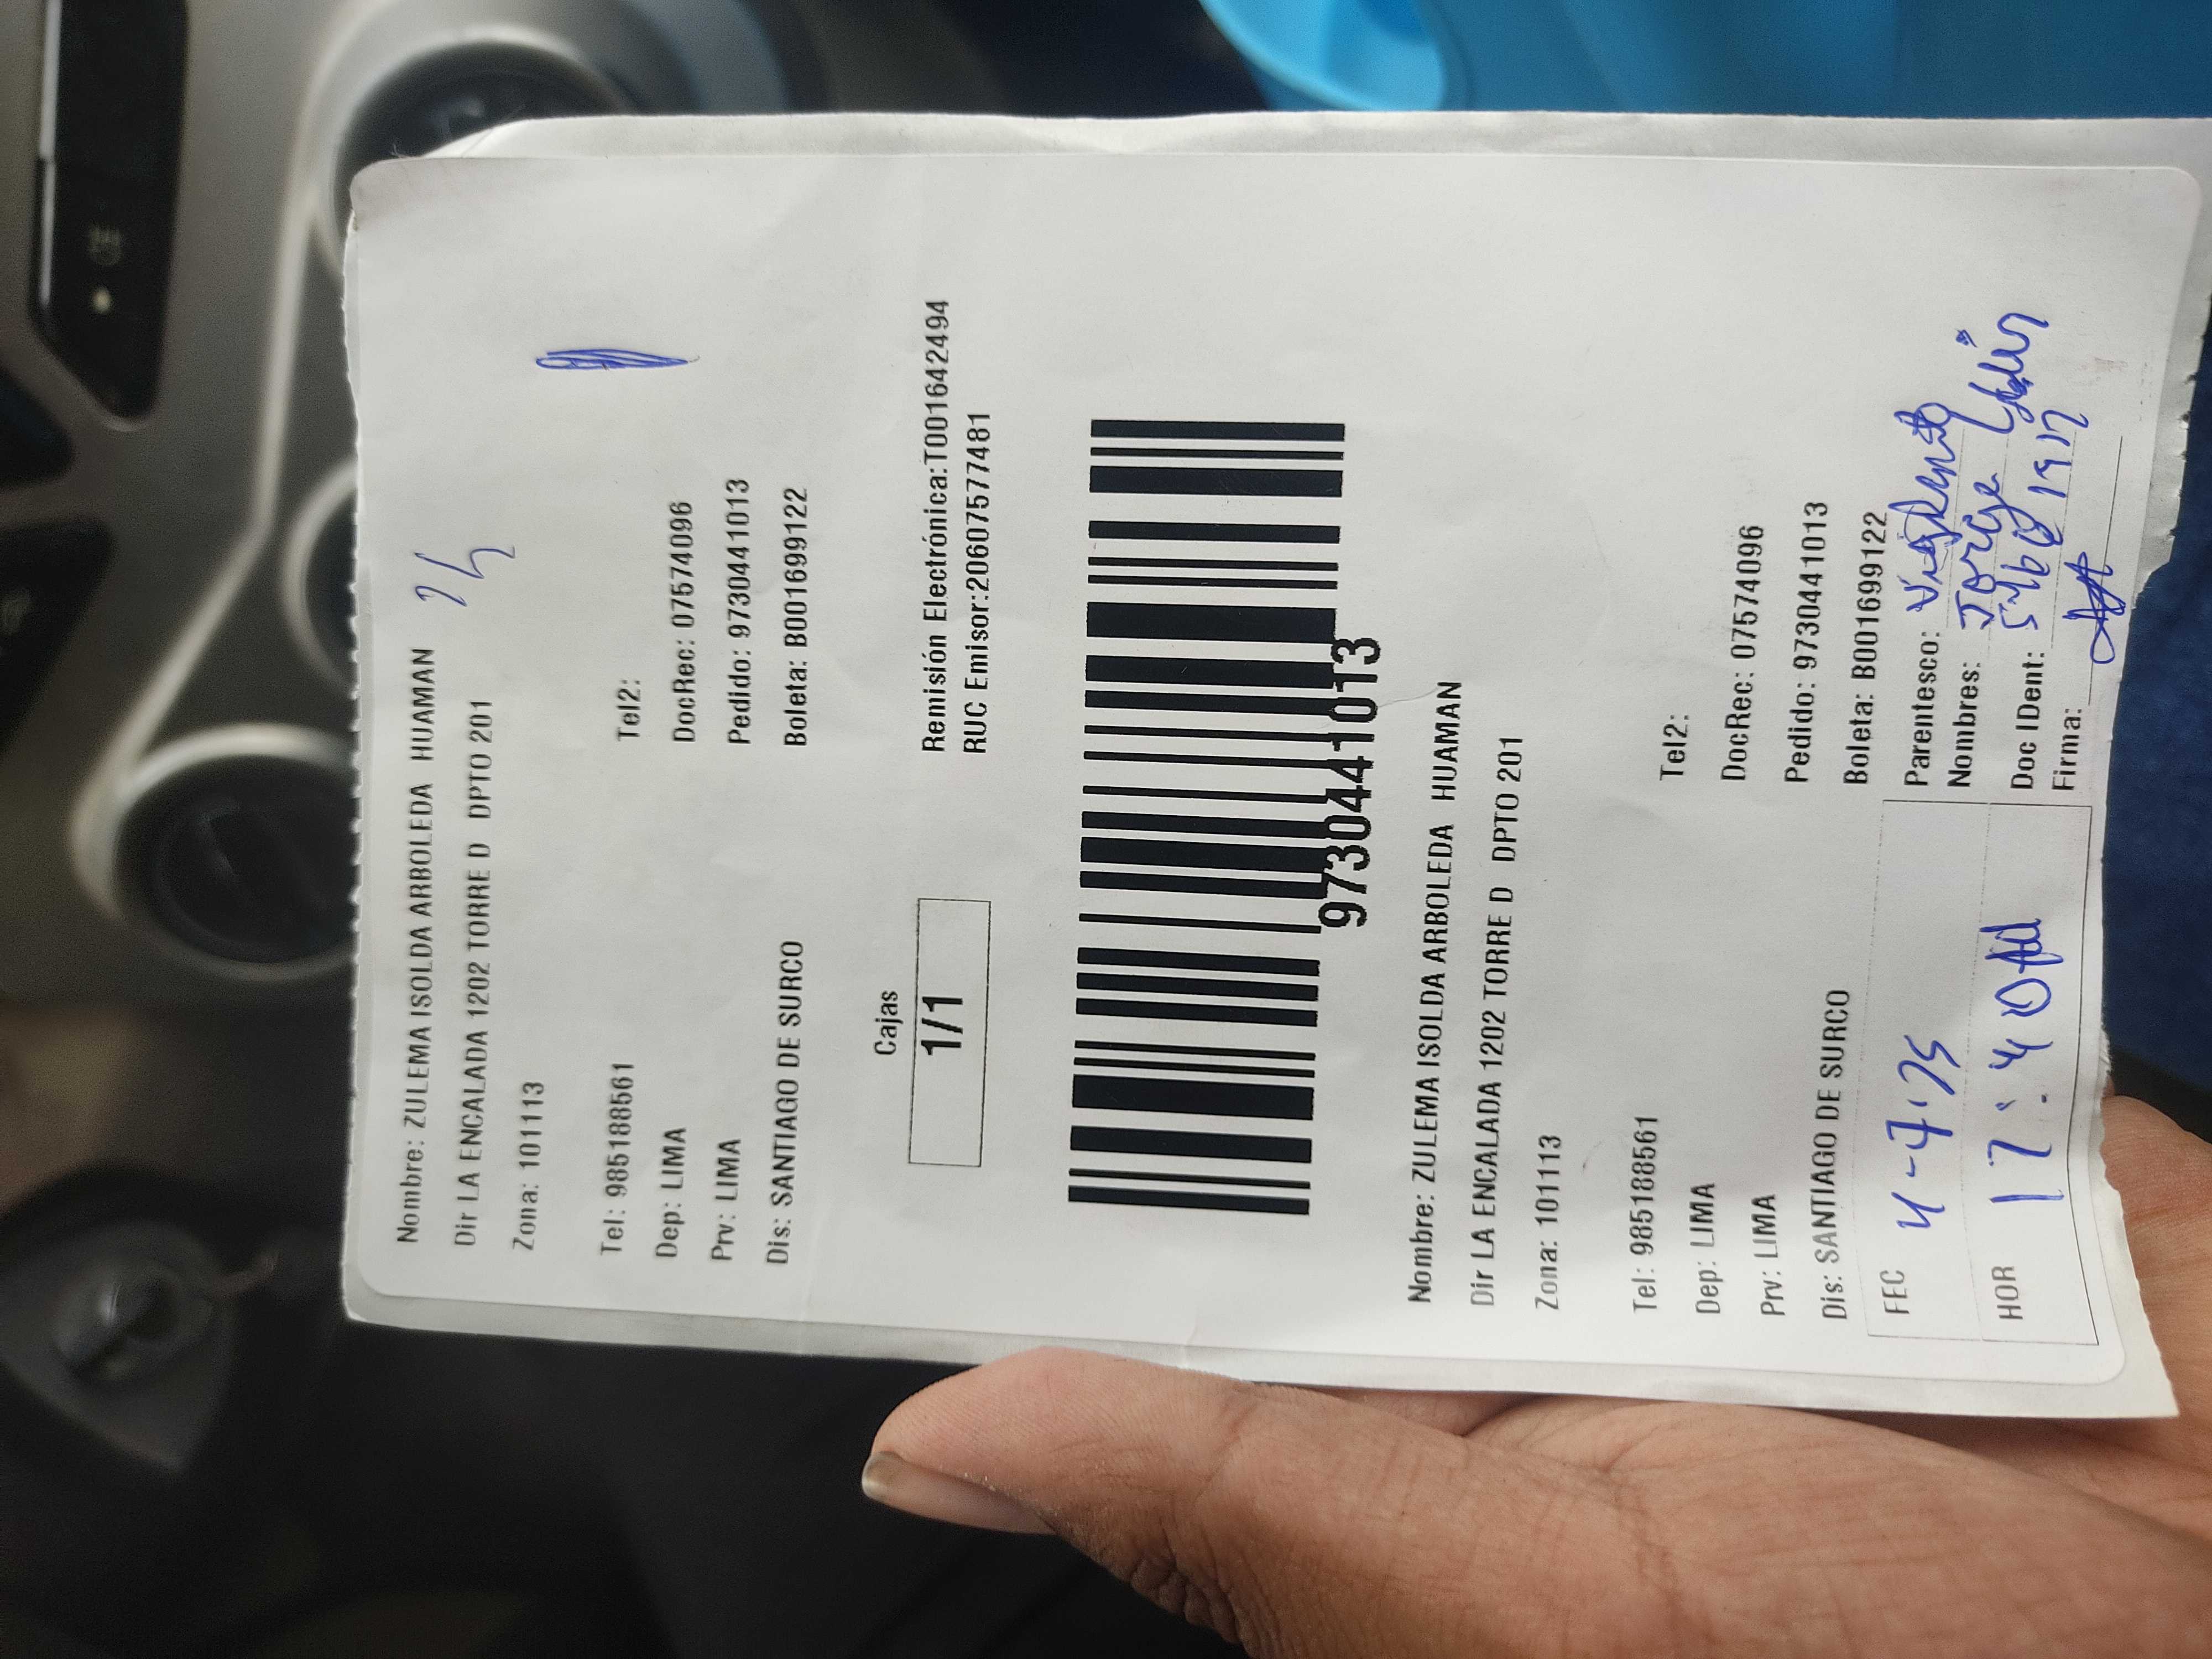 Nombre: ZULEMA ISOLDA ARBOLEDA HUAMAN
Dir LA ENCALADA 1202 TORRE D DPTO 201
Zona: 101113
Tel: 985188561 Tel2:
Dep: LIMA DocRec: 07574096
Prv: LIMA Pedido: 9730441013
Dis: SANTIAGO DE SURCO Boleta: B001699122
Cajas
1/1
Remisión Electrónica:T001642494
RUC Emisor:20607577481
9730441013
Nombre: ZULEMA ISOLDA ARBOLEDA HUAMAN
Dir LA ENCALADA 1202 TORRE D DPTO 201
Zona: 101113
Tel: 985188561 Tel2:
Dep: LIMA DocRec: 07574096
Prv: LIMA Pedido: 9730441013
Dis: SANTIAGO DE SURCO Boleta: B001699122
FEC 4-7-25
HOR 17:40
Parentesco:
Nombres: Jorge
Doc IDent:
Firma: